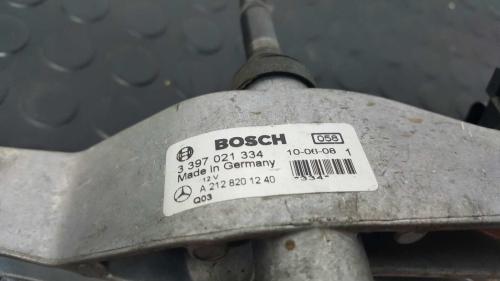 BOSCH 058
3 397 021 334 10-06-08 1
Made in Germany
12 V -334-
A 212 820 12 40
Q03